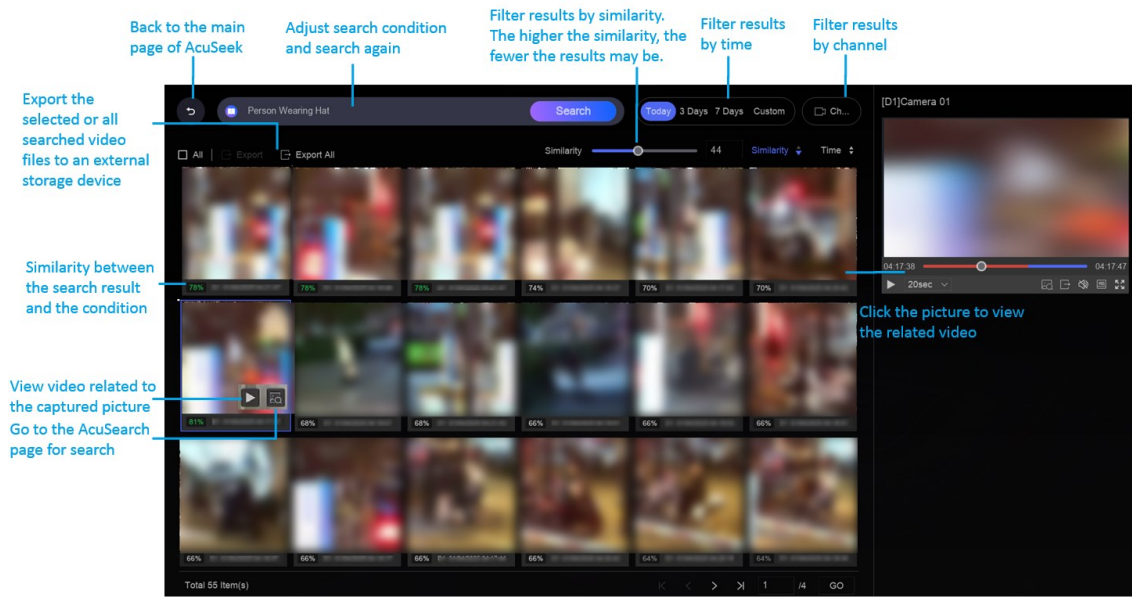 Back to the main
page of AcuSeek
Adjust search condition
and search again
Filter results by similarity.
The higher the similarity, the
fewer the results may be.
Filter results
by time
Filter results
by channel
Export the
selected or all
searched video
files to an external
storage device
Person Wearing Hat
Search
Today 3 Days 7 Days Custom
Ch...
[D1]Camera 01
All Export Export All
Similarity 44 Similarity Time
Similarity between
the search result
and the condition
78% 78% 78% 74% 70% 70%
04:17:38 04:17:47
20sec
Click the picture to view
the related video
View video related to
the captured picture
Go to the AcuSearch
page for search
81% 68% 68% 66% 66% 66%
66% 66% 66% 66% 64% 64%
Total 55 Item(s)
1 /4 GO